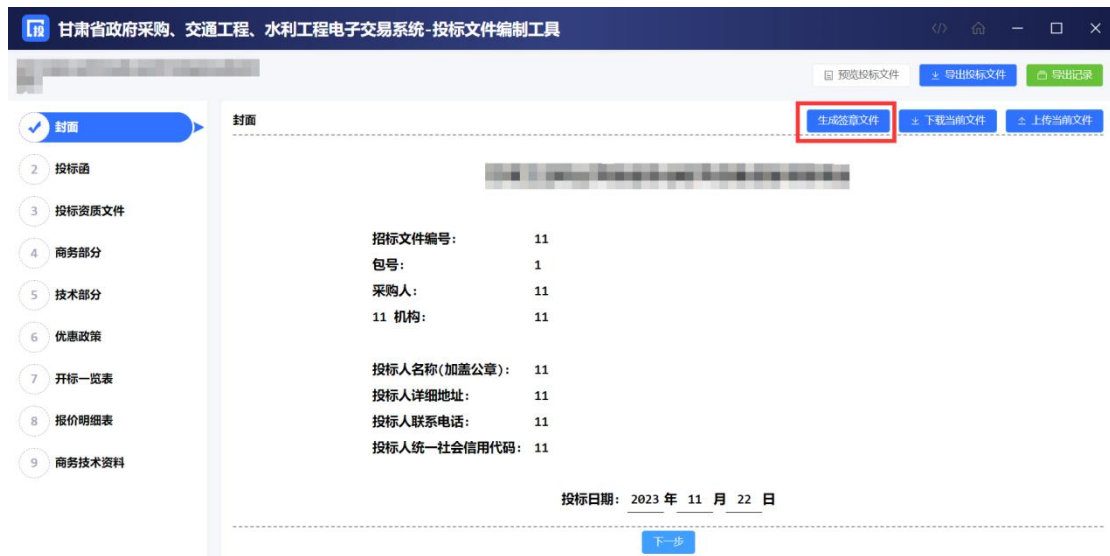 投 甘肃省政府采购、交通工程、水利工程电子交易系统-投标文件编制工具
预览投标文件 导出投标文件 导出记录
封面
2 投标函
3 投标资质文件
4 商务部分
5 技术部分
6 优惠政策
7 开标一览表
8 报价明细表
9 商务技术资料
封面 生成签章文件 下载当前文件 上传当前文件
招标文件编号: 11
包号: 1
采购人: 11
11 机构: 11
投标人名称(加盖公章): 11
投标人详细地址: 11
投标人联系电话: 11
投标人统一社会信用代码: 11
投标日期: 2023 年 11 月 22 日
下一步